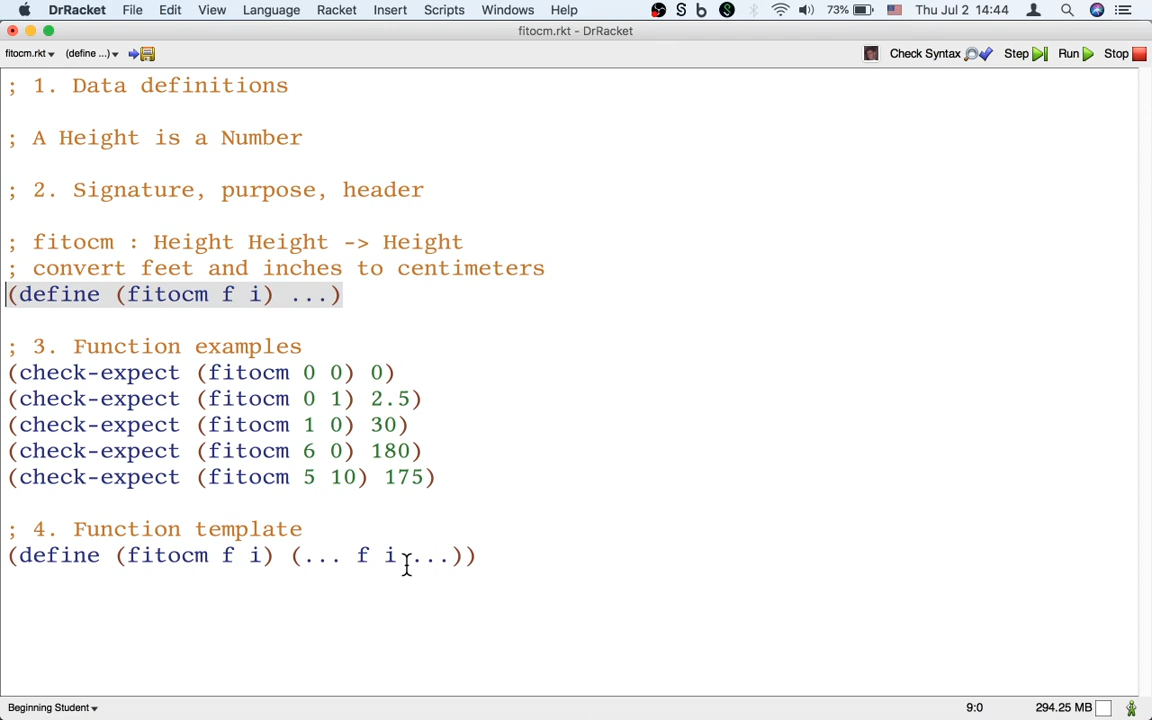 DrRacket File Edit View Language Racket Insert Scripts Windows Help S b S 73% Thu Jul 2 14:44
fitocm.rkt - DrRacket
fitocm.rkt (define ...) Check Syntax Step Run Stop
; 1. Data definitions
; A Height is a Number
; 2. Signature, purpose, header
; fitocm : Height Height -> Height
; convert feet and inches to centimeters
(define (fitocm f i) ...)
; 3. Function examples
(check-expect (fitocm 0 0) 0)
(check-expect (fitocm 0 1) 2.5)
(check-expect (fitocm 1 0) 30)
(check-expect (fitocm 6 0) 180)
(check-expect (fitocm 5 10) 175)
; 4. Function template
(define (fitocm f i) (... f i ...))
Beginning Student 9:0 294.25 MB